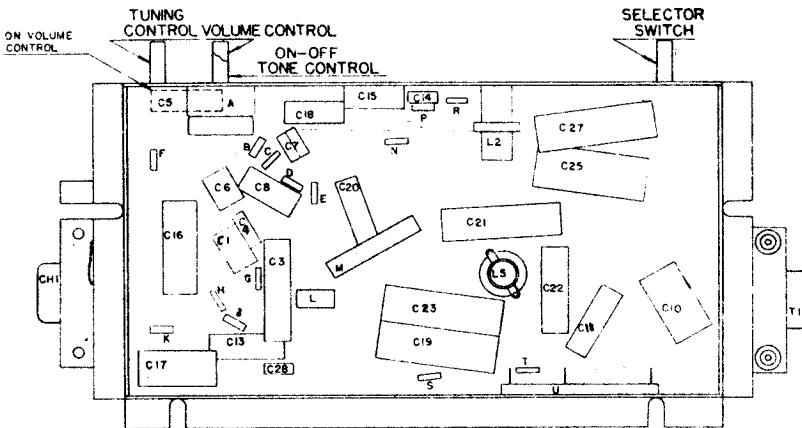 TUNING
CONTROL
VOLUME CONTROL
ON VOLUME
CONTROL
ON-OFF
TONE CONTROL
SELECTOR
SWITCH
C5
A
C18
C15
C14
P
R
L2
C27
C25
F
B
C
C7
N
D
C6
C8
E
C20
C16
C1
C4
C3
C21
M
L5
CH1
G
H
L
C22
C10
T1
J
C23
C18
K
C13
C19
C17
C28
S
T
U